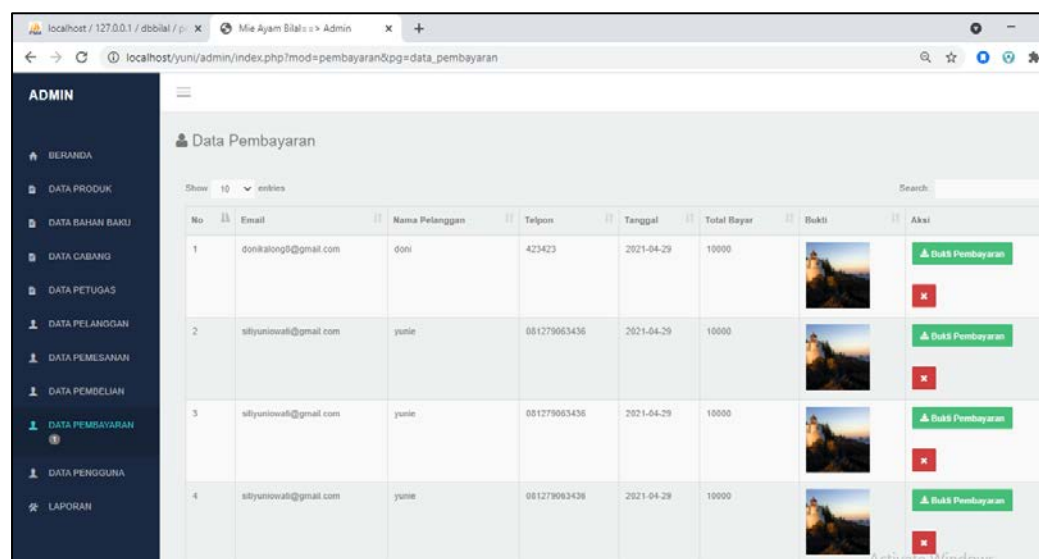 localhost / 127.0.0.1 / dbbilal / p
Mie Ayam Bilal::=> Admin
localhost/yuni/admin/index.php?mod=pembayaran&pg=data_pembayaran
ADMIN
BERANDA
DATA PRODUK
DATA BAHAN BAKU
DATA CABANG
DATA PETUGAS
DATA PELANGGAN
DATA PEMESANAN
DATA PEMBELIAN
DATA PEMBAYARAN
1
DATA PENGGUNA
LAPORAN
Data Pembayaran
Show 10 entries
Search:
No Email Nama Pelanggan Telpon Tanggal Total Bayar Bukti Aksi
1 donikalong8@gmail.com doni 423423 2021-04-29 10000 Bukti Pembayaran
2 sitiyuniowati@gmail.com yunie 081279063436 2021-04-29 10000 Bukti Pembayaran
3 sitiyuniowati@gmail.com yunie 081279063436 2021-04-29 10000 Bukti Pembayaran
4 sitiyuniowati@gmail.com yunie 081279063436 2021-04-29 10000 Bukti Pembayaran
Activate Windows